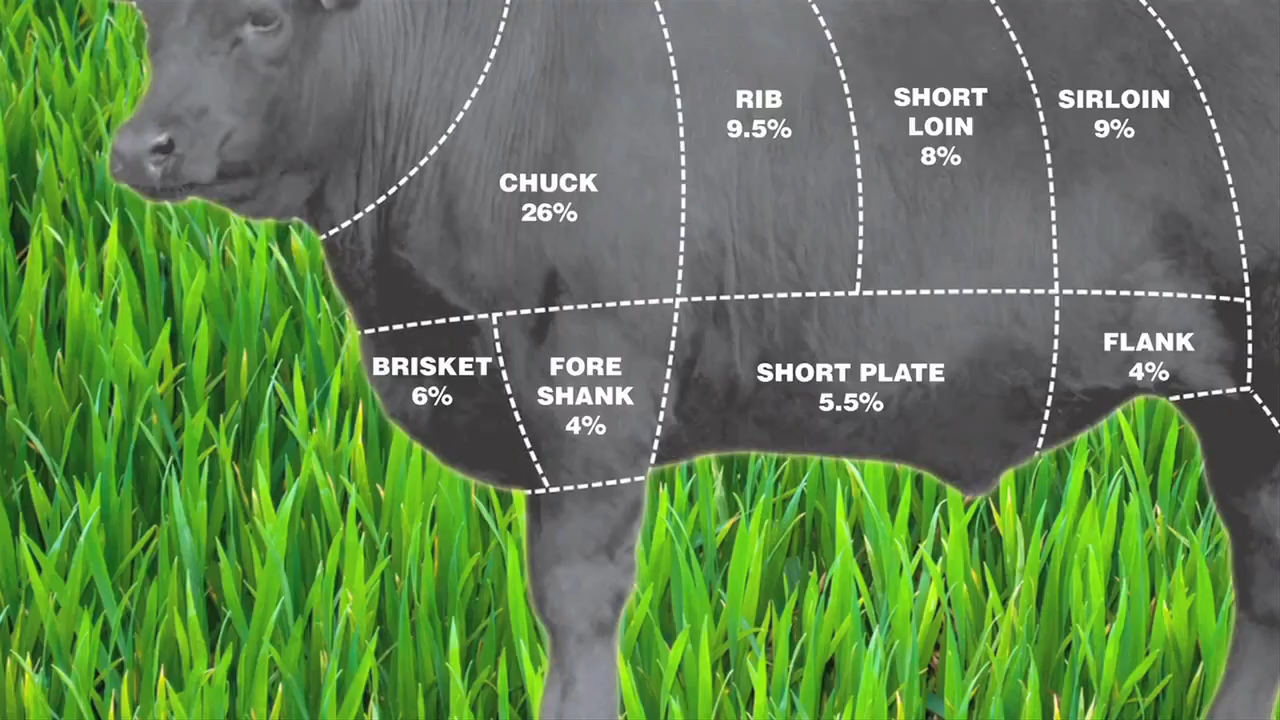 CHUCK
26%
RIB
9.5%
SHORT
LOIN
8%
SIRLOIN
9%
BRISKET
6%
FORE
SHANK
4%
SHORT PLATE
5.5%
FLANK
4%